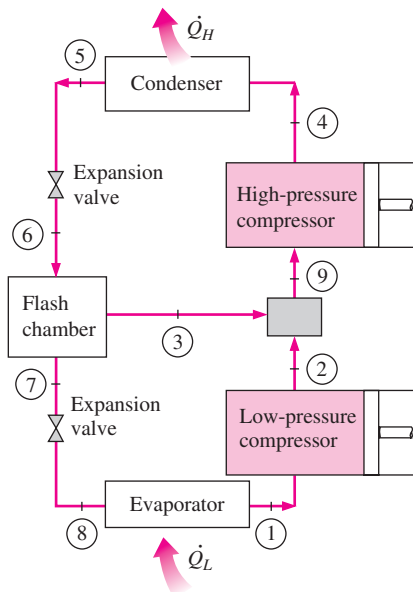 Q̇H
5
Condenser
4
Expansion
valve
High-pressure
compressor
6
9
Flash
chamber
3
7
2
Expansion
valve
Low-pressure
compressor
Evaporator
8
1
Q̇L